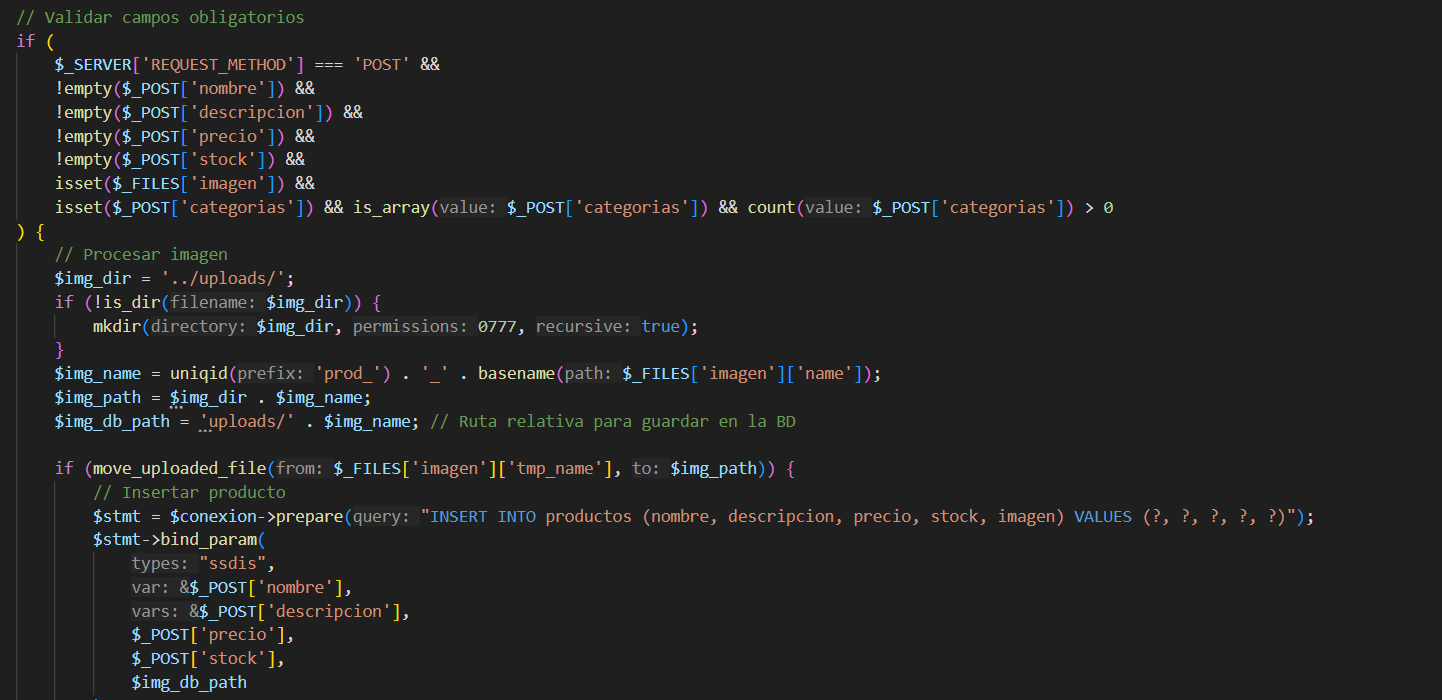 // Validar campos obligatorios
if (
$_SERVER['REQUEST_METHOD'] === 'POST' &&
!empty($_POST['nombre']) &&
!empty($_POST['descripcion']) &&
!empty($_POST['precio']) &&
!empty($_POST['stock']) &&
isset($_FILES['imagen']) &&
isset($_POST['categorias']) && is_array(value: $_POST['categorias']) && count(value: $_POST['categorias']) > 0
) {
// Procesar imagen
$img_dir = '../uploads/';
if (!is_dir(filename: $img_dir)) {
mkdir(directory: $img_dir, permissions: 0777, recursive: true);
}
$img_name = uniqid(prefix: 'prod_') . '_' . basename(path: $_FILES['imagen']['name']);
$img_path = $img_dir . $img_name;
$img_db_path = 'uploads/' . $img_name; // Ruta relativa para guardar en la BD
if (move_uploaded_file(from: $_FILES['imagen']['tmp_name'], to: $img_path)) {
// Insertar producto
$stmt = $conexion->prepare(query: "INSERT INTO productos (nombre, descripcion, precio, stock, imagen) VALUES (?, ?, ?, ?, ?)");
$stmt->bind_param(
types: "ssdis",
var: &$_POST['nombre'],
vars: &$_POST['descripcion'],
$_POST['precio'],
$_POST['stock'],
$img_db_path